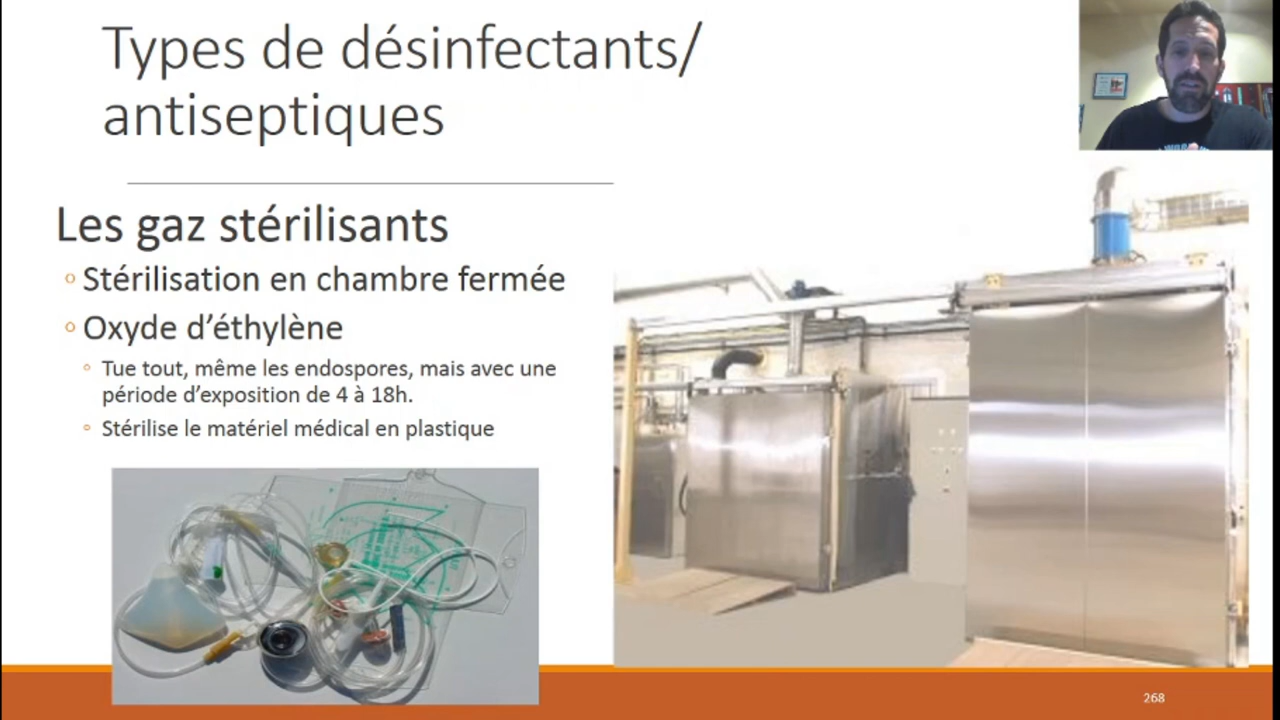 Types de désinfectants/
antiseptiques
Les gaz stérilisants
Stérilisation en chambre fermée
Oxyde d’éthylène
Tue tout, même les endospores, mais avec une
période d’exposition de 4 à 18h.
Stérilise le matériel médical en plastique
268